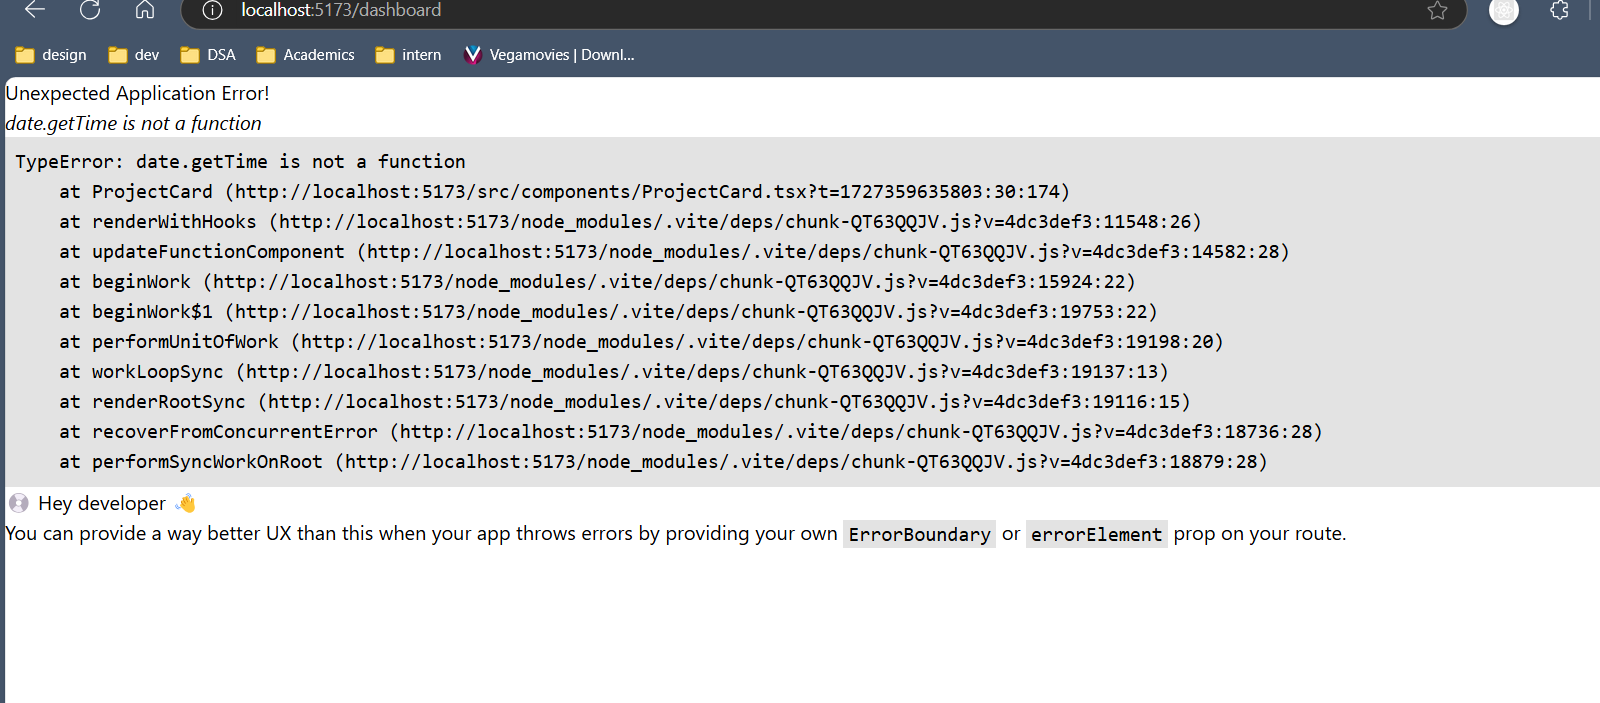 localhost:5173/dashboard
design dev DSA Academics intern Vegamovies | Downl...
Unexpected Application Error!
date.getTime is not a function
TypeError: date.getTime is not a function
    at ProjectCard (http://localhost:5173/src/components/ProjectCard.tsx?t=1727359635803:30:174)
    at renderWithHooks (http://localhost:5173/node_modules/.vite/deps/chunk-QT63QQJV.js?v=4dc3def3:11548:26)
    at updateFunctionComponent (http://localhost:5173/node_modules/.vite/deps/chunk-QT63QQJV.js?v=4dc3def3:14582:28)
    at beginWork (http://localhost:5173/node_modules/.vite/deps/chunk-QT63QQJV.js?v=4dc3def3:15924:22)
    at beginWork$1 (http://localhost:5173/node_modules/.vite/deps/chunk-QT63QQJV.js?v=4dc3def3:19753:22)
    at performUnitOfWork (http://localhost:5173/node_modules/.vite/deps/chunk-QT63QQJV.js?v=4dc3def3:19198:20)
    at workLoopSync (http://localhost:5173/node_modules/.vite/deps/chunk-QT63QQJV.js?v=4dc3def3:19137:13)
    at renderRootSync (http://localhost:5173/node_modules/.vite/deps/chunk-QT63QQJV.js?v=4dc3def3:19116:15)
    at recoverFromConcurrentError (http://localhost:5173/node_modules/.vite/deps/chunk-QT63QQJV.js?v=4dc3def3:18736:28)
    at performSyncWorkOnRoot (http://localhost:5173/node_modules/.vite/deps/chunk-QT63QQJV.js?v=4dc3def3:18879:28)
💿 Hey developer 👋
You can provide a way better UX than this when your app throws errors by providing your own ErrorBoundary or errorElement prop on your route.